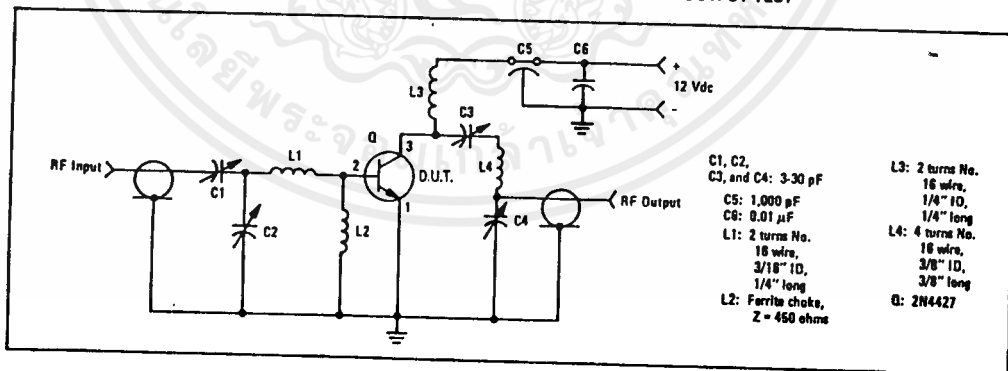 C5
C6
+
12 Vdc
-
L3
C3
Q
3
RF Input
L1
2
D.U.T.
L4
C1
1
RF Output
C2
L2
C4
C1, C2,
C3, and C4: 3-30 pF
C5: 1,000 pF
C6: 0.01 µF
L1: 2 turns No.
16 wire,
3/16" ID,
1/4" long
L2: Ferrite choke,
Z = 450 ohms
L3: 2 turns No.
16 wire,
1/4" ID,
1/4" long
L4: 4 turns No.
16 wire,
3/8" ID,
3/8" long
Q: 2N4427